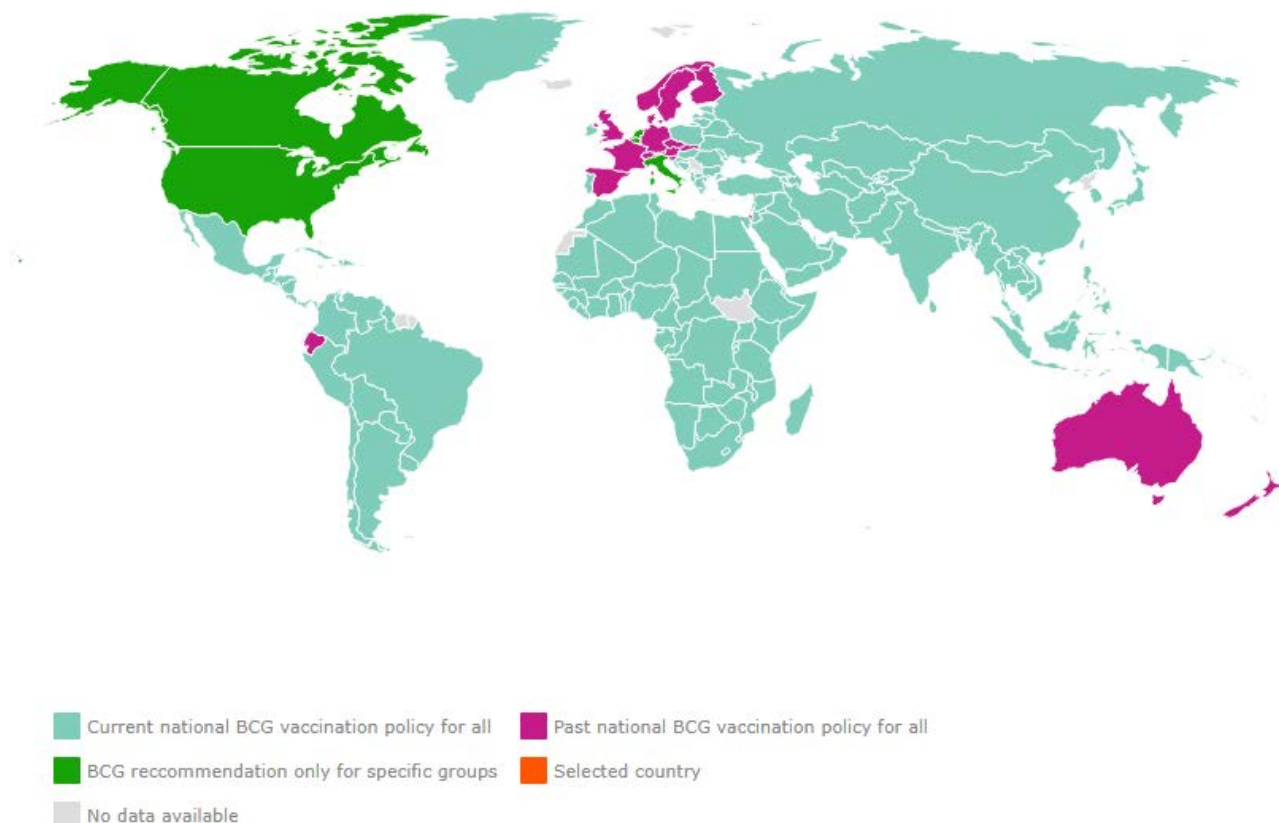 Current national BCG vaccination policy for all
Past national BCG vaccination policy for all
BCG reccommendation only for specific groups
Selected country
No data available